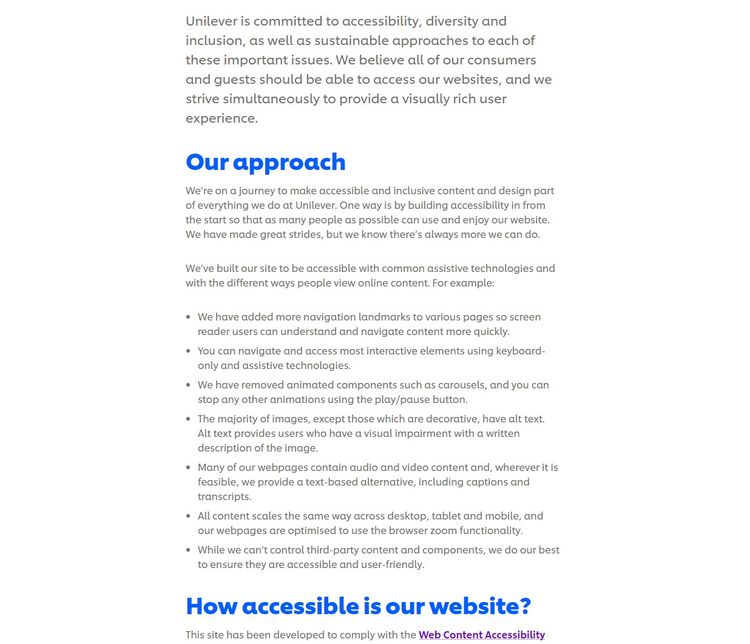 Unilever is committed to accessibility, diversity and
inclusion, as well as sustainable approaches to each of
these important issues. We believe all of our consumers
and guests should be able to access our websites, and we
strive simultaneously to provide a visually rich user
experience.
Our approach
We're on a journey to make accessible and inclusive content and design part
of everything we do at Unilever. One way is by building accessibility in from
the start so that as many people as possible can use and enjoy our website.
We have made great strides, but we know there's always more we can do.
We've built our site to be accessible with common assistive technologies and
with the different ways people view online content. For example:
• We have added more navigation landmarks to various pages so screen
reader users can understand and navigate content more quickly.
• You can navigate and access most interactive elements using keyboard-
only and assistive technologies.
• We have removed animated components such as carousels, and you can
stop any other animations using the play/pause button.
• The majority of images, except those which are decorative, have alt text.
Alt text provides users who have a visual impairment with a written
description of the image.
• Many of our webpages contain audio and video content and, wherever it is
feasible, we provide a text-based alternative, including captions and
transcripts.
• All content scales the same way across desktop, tablet and mobile, and
our webpages are optimised to use the browser zoom functionality.
• While we can't control third-party content and components, we do our best
to ensure they are accessible and user-friendly.
How accessible is our website?
This site has been developed to comply with the Web Content Accessibility